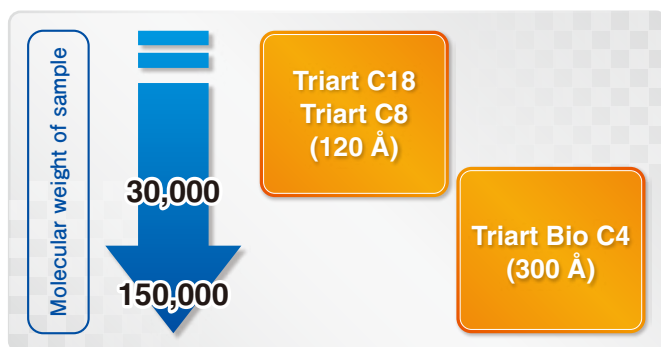 Molecular weight of sample
30,000
150,000
Triart C18
Triart C8
(120 Å)
Triart Bio C4
(300 Å)